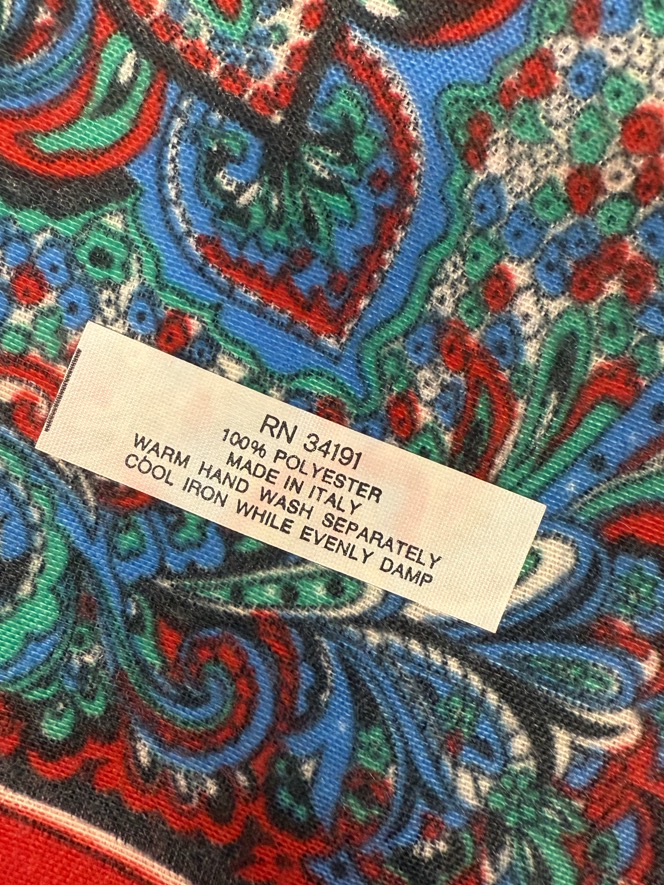 RN 34191
100% POLYESTER
MADE IN ITALY
WARM HAND WASH SEPARATELY
COOL IRON WHILE EVENLY DAMP